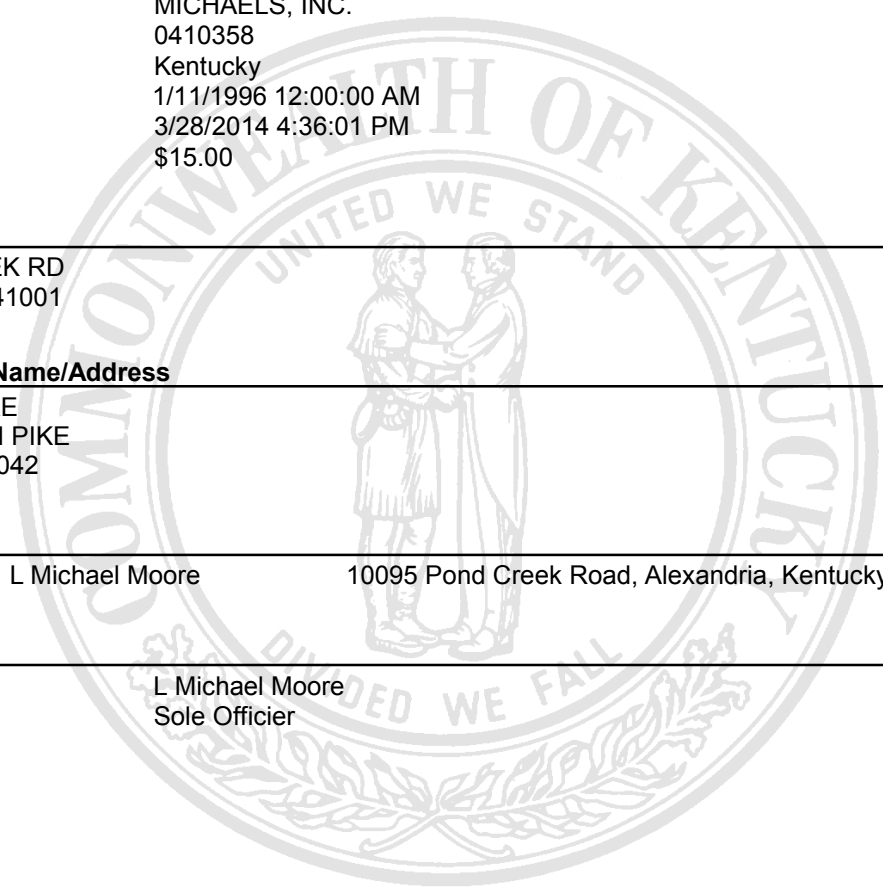 MICHAELS, INC.
0410358
Kentucky
1/11/1996 12:00:00 AM
3/28/2014 4:36:01 PM
$15.00
COMMONWEALTH OF KENTUCKY
UNITED WE STAND
EK RD
41001
Name/Address
E
PIKE
042
L Michael Moore 10095 Pond Creek Road, Alexandria, Kentucky
DIVIDED WE FALL
L Michael Moore
Sole Officier